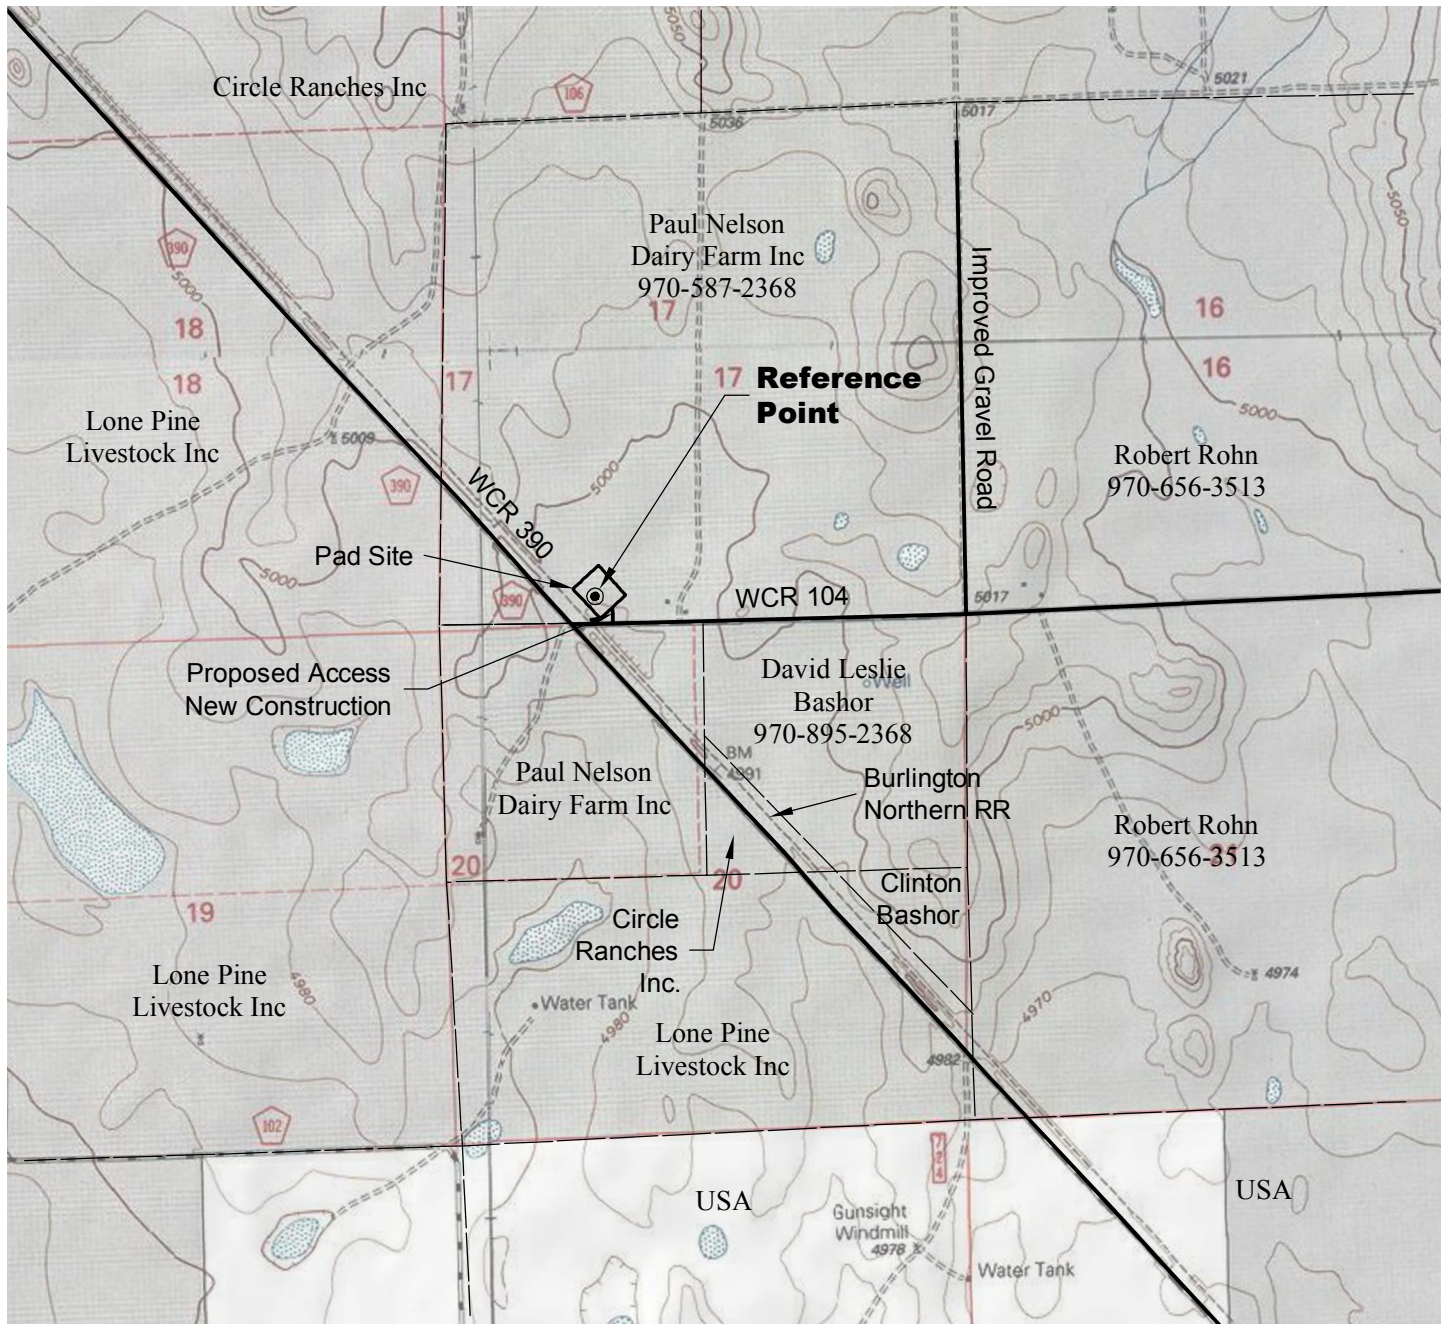 5050
5021
Circle Ranches Inc
106
5036
5017
5050
Paul Nelson
Dairy Farm Inc
970-587-2368
390
5000
17
16
18
18
Improved Gravel Road
16
17
17
Reference
Point
5000
Lone Pine
Livestock Inc
5009
Robert Rohn
970-656-3513
390
5000
WCR 390
Pad Site
5000
390
WCR 104
5017
Proposed Access
New Construction
David Leslie
Bashor
970-895-2368
Well
5000
BM
4991
Paul Nelson
Dairy Farm Inc
Burlington
Northern RR
Robert Rohn
970-656-3513
20
20
Clinton
Bashor
19
Circle
Ranches
Inc.
Lone Pine
Livestock Inc
4980
Water Tank
4980
4974
4970
Lone Pine
Livestock Inc
4982
102
724
USA
USA
Gunsight
Windmill
4978
Water Tank